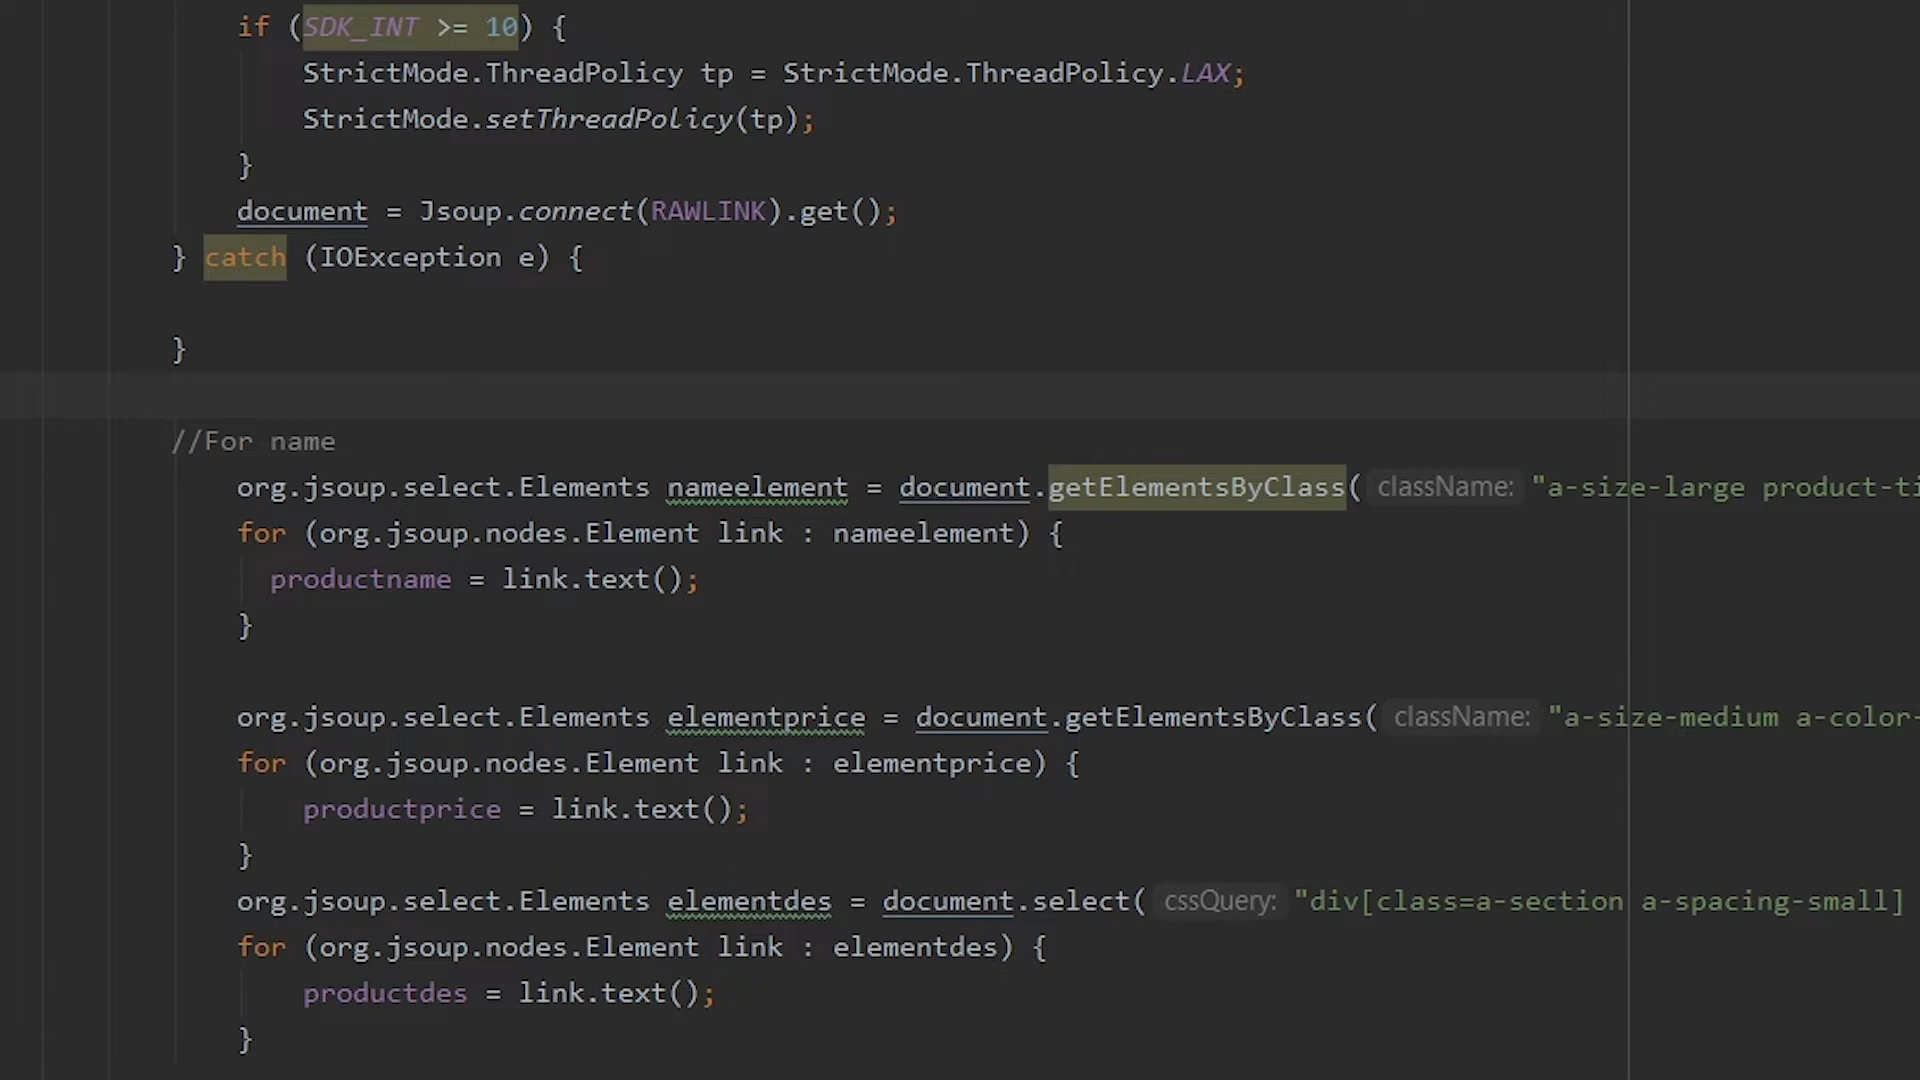 if (SDK_INT >= 10) {
StrictMode.ThreadPolicy tp = StrictMode.ThreadPolicy.LAX;
StrictMode.setThreadPolicy(tp);
}
document = Jsoup.connect(RAWLINK).get();
} catch (IOException e) {
}
//For name
org.jsoup.select.Elements nameelement = document.getElementsByClass( className: "a-size-large product-ti
for (org.jsoup.nodes.Element link : nameelement) {
productname = link.text();
}
org.jsoup.select.Elements elementprice = document.getElementsByClass( className: "a-size-medium a-color-
for (org.jsoup.nodes.Element link : elementprice) {
productprice = link.text();
}
org.jsoup.select.Elements elementdes = document.select( cssQuery: "div[class=a-section a-spacing-small]
for (org.jsoup.nodes.Element link : elementdes) {
productdes = link.text();
}